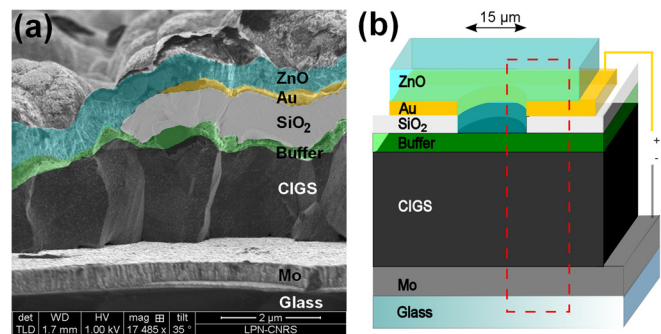 (a)
ZnO
Au
SiO₂
Buffer
CIGS
Mo
Glass
det WD HV mag ⊞ tilt
TLD 1.7 mm 1.00 kV 17 485 x 35 °
2 µm
LPN-CNRS
(b)
15 µm
ZnO
Au
SiO₂
Buffer
CIGS
Mo
Glass
+
-